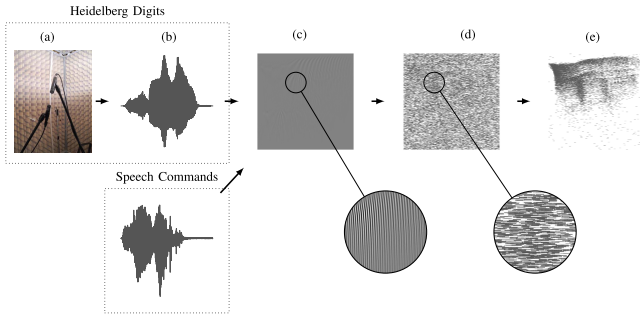 Heidelberg Digits
(a)
(b)
(c)
(d)
(e)
Speech Commands